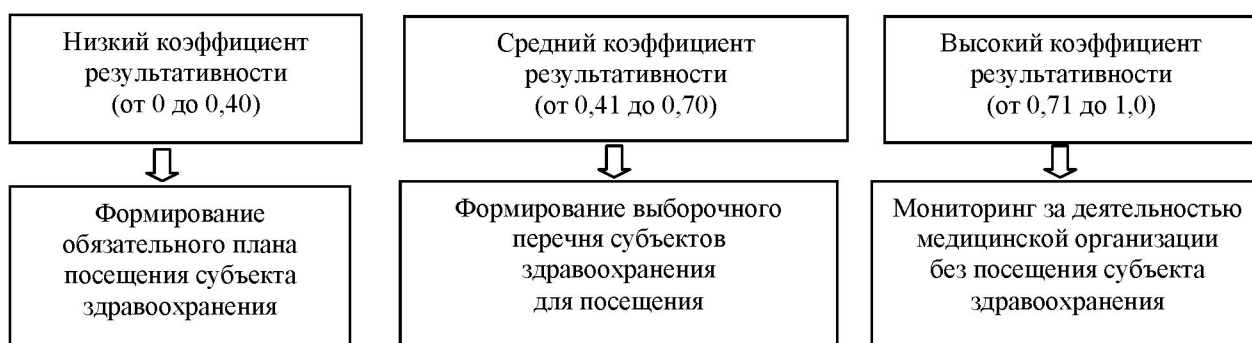 Низкий коэффициент
результативности
(от 0 до 0,40)
Средний коэффициент
результативности
(от 0,41 до 0,70)
Высокий коэффициент
результативности
(от 0,71 до 1,0)
Формирование
обязательного плана
посещения субъекта
здравоохранения
Формирование выборочного
перечня субъектов
здравоохранения
для посещения
Мониторинг за деятельностью
медицинской организации
без посещения субъекта
здравоохранения